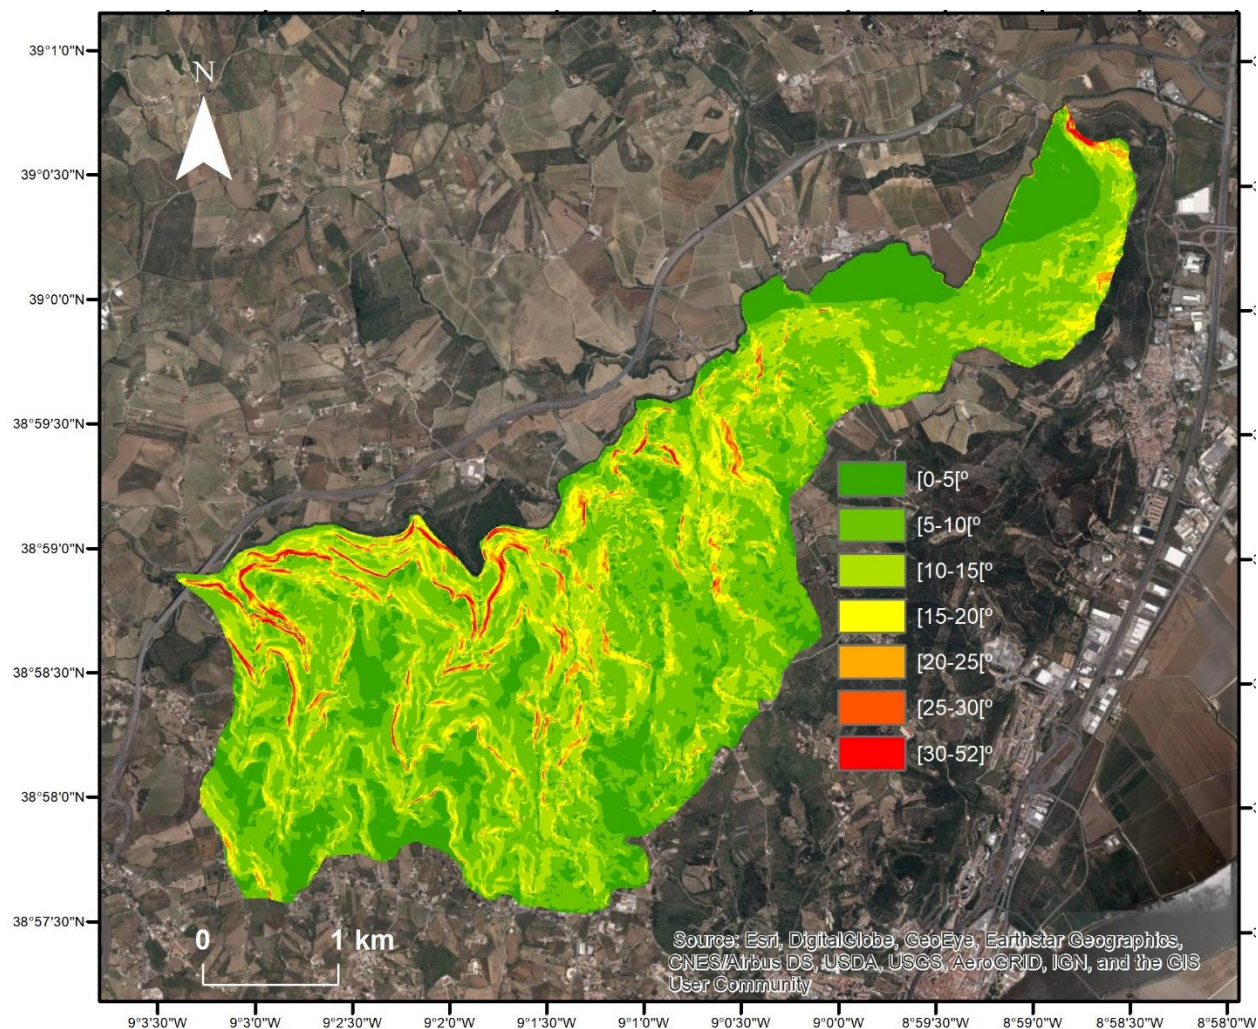 39°1'0"N
N
39°0'30"N
39°0'0"N
38°59'30"N
[0-5[º
[5-10[º
38°59'0"N
[10-15[º
[15-20[º
[20-25[º
38°58'30"N
[25-30[º
[30-52]º
38°58'0"N
38°57'30"N
0 1 km
Source: Esri, DigitalGlobe, GeoEye, Earthstar Geographics,
CNES/Airbus DS, USDA, USGS, AeroGRID, IGN, and the GIS
User Community
9°3'30"W 9°3'0"W 9°2'30"W 9°2'0"W 9°1'30"W 9°1'0"W 9°0'30"W 9°0'0"W 8°59'30"W 8°59'0"W 8°58'30"W 8°58'0"W